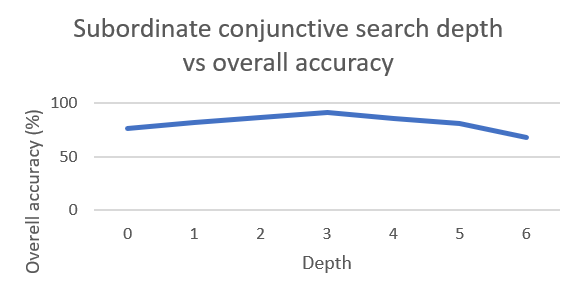 Subordinate conjunctive search depth
vs overall accuracy
Overell accuracy (%)
100
50
0
0 1 2 3 4 5 6
Depth